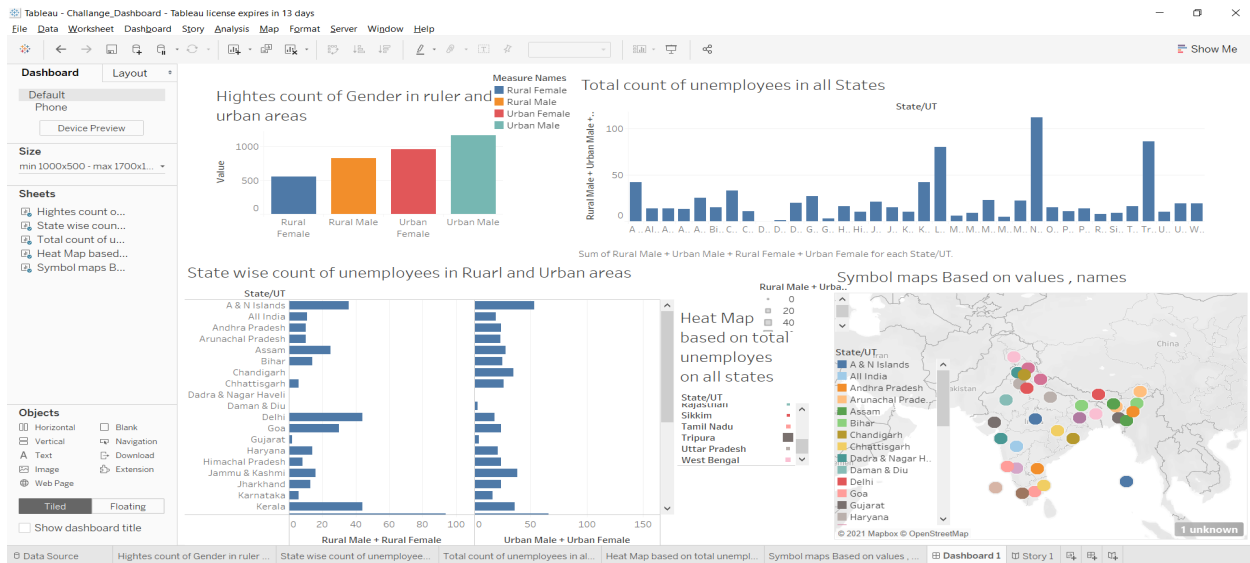 Tableau - Challange_Dashboard - Tableau license expires in 13 days
File Data Worksheet Dashboard Story Analysis Map Format Server Window Help
Show Me
Dashboard Layout
Default
Phone
Device Preview
Size
min 1000x500 - max 1700x1...
Sheets
Hightes count o...
State wise coun...
Total count of u...
Heat Map based...
Symbol maps B...
Objects
Horizontal Blank
Vertical Navigation
A Text Download
Image Extension
Web Page
Tiled Floating
Show dashboard title
Hightes count of Gender in ruler and
urban areas
Measure Names
Rural Female
Rural Male
Urban Female
Urban Male
Value
1000
500
0
Rural Female
Rural Male
Urban Female
Urban Male
Total count of unemployees in all States
State/UT
Rural Male + Urban Male +..
100
50
0
A .. Al.. A .. A .. A .. Bi.. C .. C .. D .. D .. D .. G .. G .. H .. Hi.. J .. J .. K .. K .. L .. M.. M.. M.. M.. M.. N .. O .. P .. P .. R .. Si .. T .. Tr .. U .. U .. W ..
Sum of Rural Male + Urban Male + Rural Female + Urban Female for each State/UT.
State wise count of unemployees in Ruarl and Urban areas
State/UT
A & N Islands
All India
Andhra Pradesh
Arunachal Pradesh
Assam
Bihar
Chandigarh
Chhattisgarh
Dadra & Nagar Haveli
Daman & Diu
Delhi
Goa
Gujarat
Haryana
Himachal Pradesh
Jammu & Kashmi
Jharkhand
Karnataka
Kerala
0 20 40 60 80 100 0 50 100 150
Rural Male + Rural Female Urban Male + Urban Female
Rural Male + Urba..
0
20
40
Heat Map
based on total
unemployes
on all states
State/UT
Rajasthan
Sikkim
Tamil Nadu
Tripura
Uttar Pradesh
West Bengal
Symbol maps Based on values , names
China
State/UT
A & N Islands
All India
Andhra Pradesh
Arunachal Prade..
Assam
Bihar
Chandigarh
Chhattisgarh
Dadra & Nagar H..
Daman & Diu
Delhi
Goa
Gujarat
Haryana
1 unknown
© 2021 Mapbox © OpenStreetMap
Data Source Hightes count of Gender in ruler ... State wise count of unemployee... Total count of unemployees in al... Heat Map based on total unempl... Symbol maps Based on values , ... Dashboard 1 Story 1